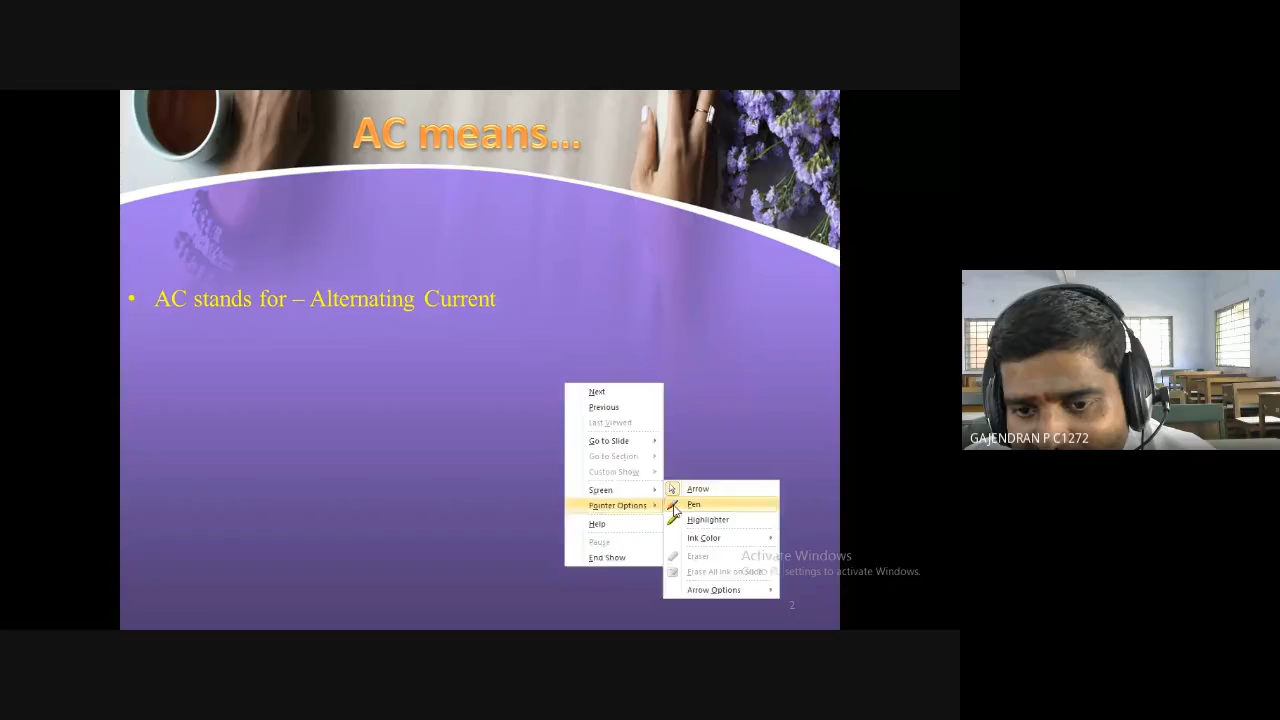 AC means...
• AC stands for – Alternating Current
Next
Previous
Last Viewed
Go to Slide
Go to Section
Custom Show
Screen
Pointer Options
Help
Pause
End Show
Arrow
Pen
Highlighter
Ink Color
Eraser
Erase All Ink on Slide
Arrow Options
Activate Windows
Go to settings to activate Windows.
2
GAJENDRAN P C1272